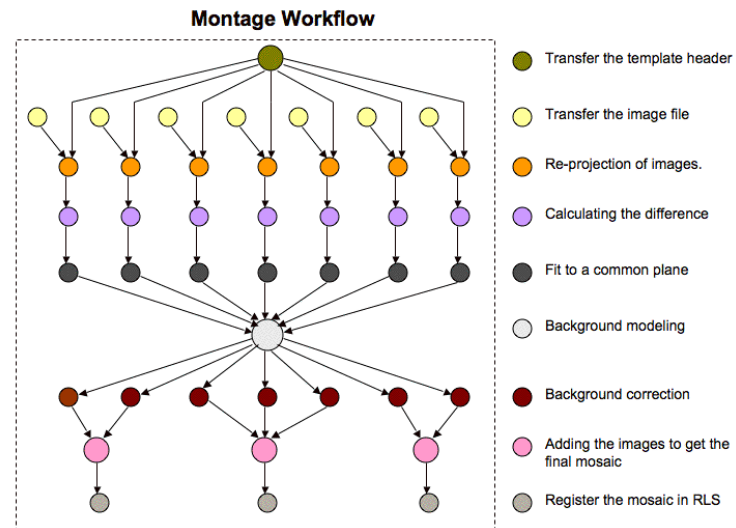 Montage Workflow
Transfer the template header
Transfer the image file
Re-projection of images.
Calculating the difference
Fit to a common plane
Background modeling
Background correction
Adding the images to get the
final mosaic
Register the mosaic in RLS